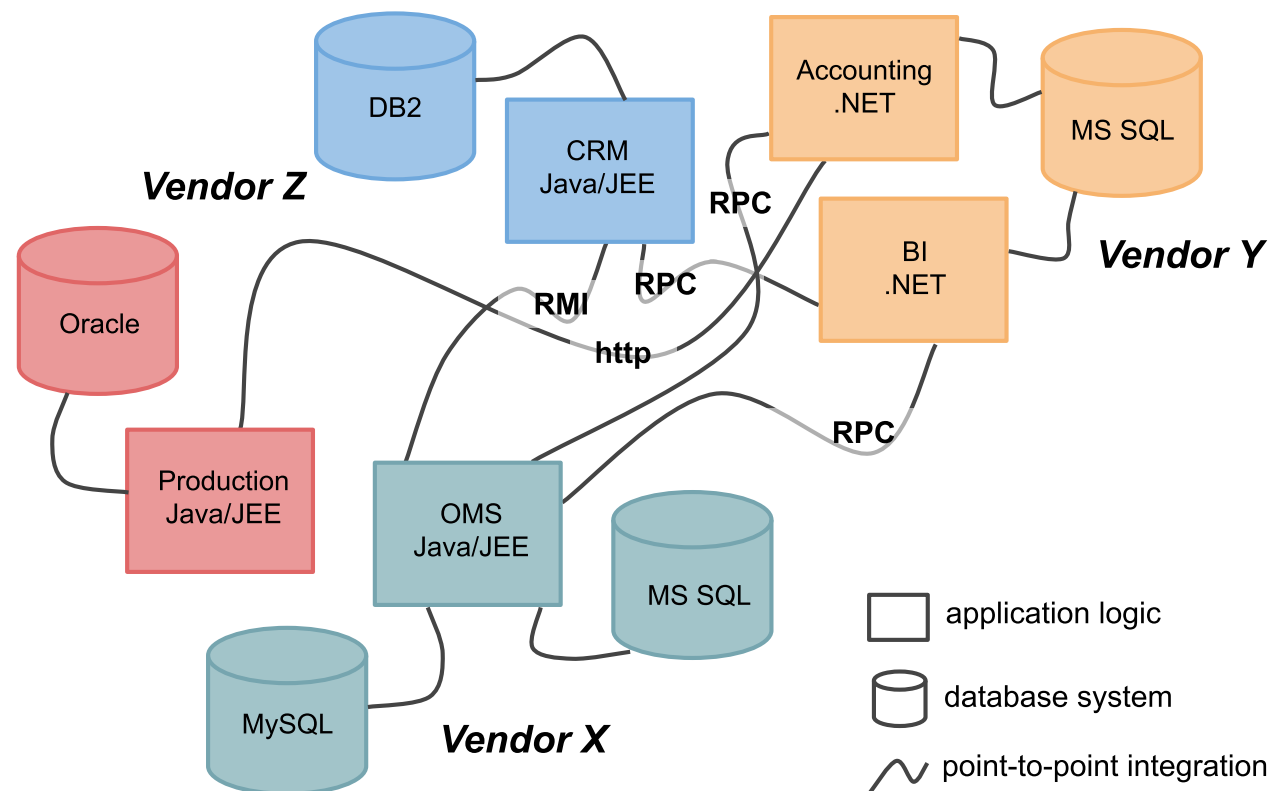 DB2
CRM
Java/JEE
Accounting
.NET
MS SQL
Vendor Z
RPC
BI
.NET
Vendor Y
Oracle
RMI
RPC
http
RPC
Production
Java/JEE
OMS
Java/JEE
MS SQL
MySQL
Vendor X
application logic
database system
point-to-point integration